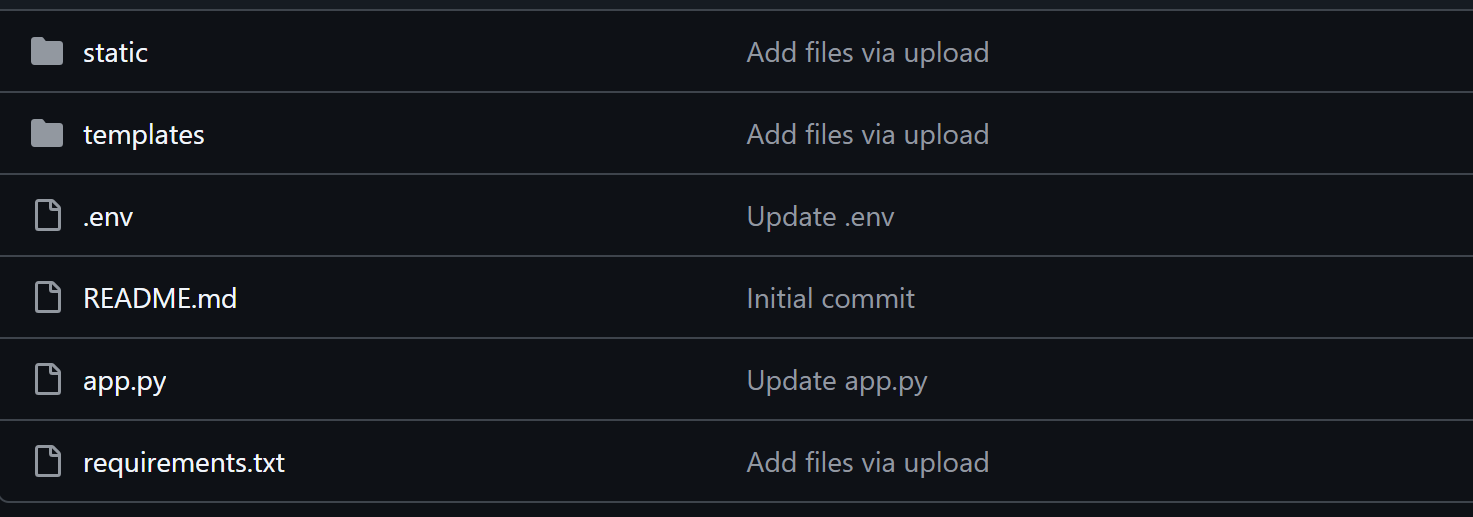 static Add files via upload
templates Add files via upload
.env Update .env
README.md Initial commit
app.py Update app.py
requirements.txt Add files via upload